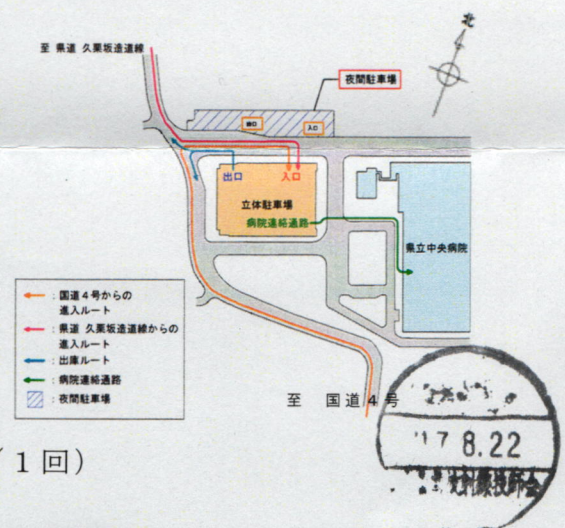 北
至 県道 久栗坂造道線
夜間駐車場
出口
入口
出口
入口
立体駐車場
病院連絡通路
県立中央病院
:国道4号からの
進入ルート
:県道 久栗坂造道線からの
進入ルート
:出庫ルート
:病院連絡通路
:夜間駐車場
至 国道4号
'17 8.22
1回)